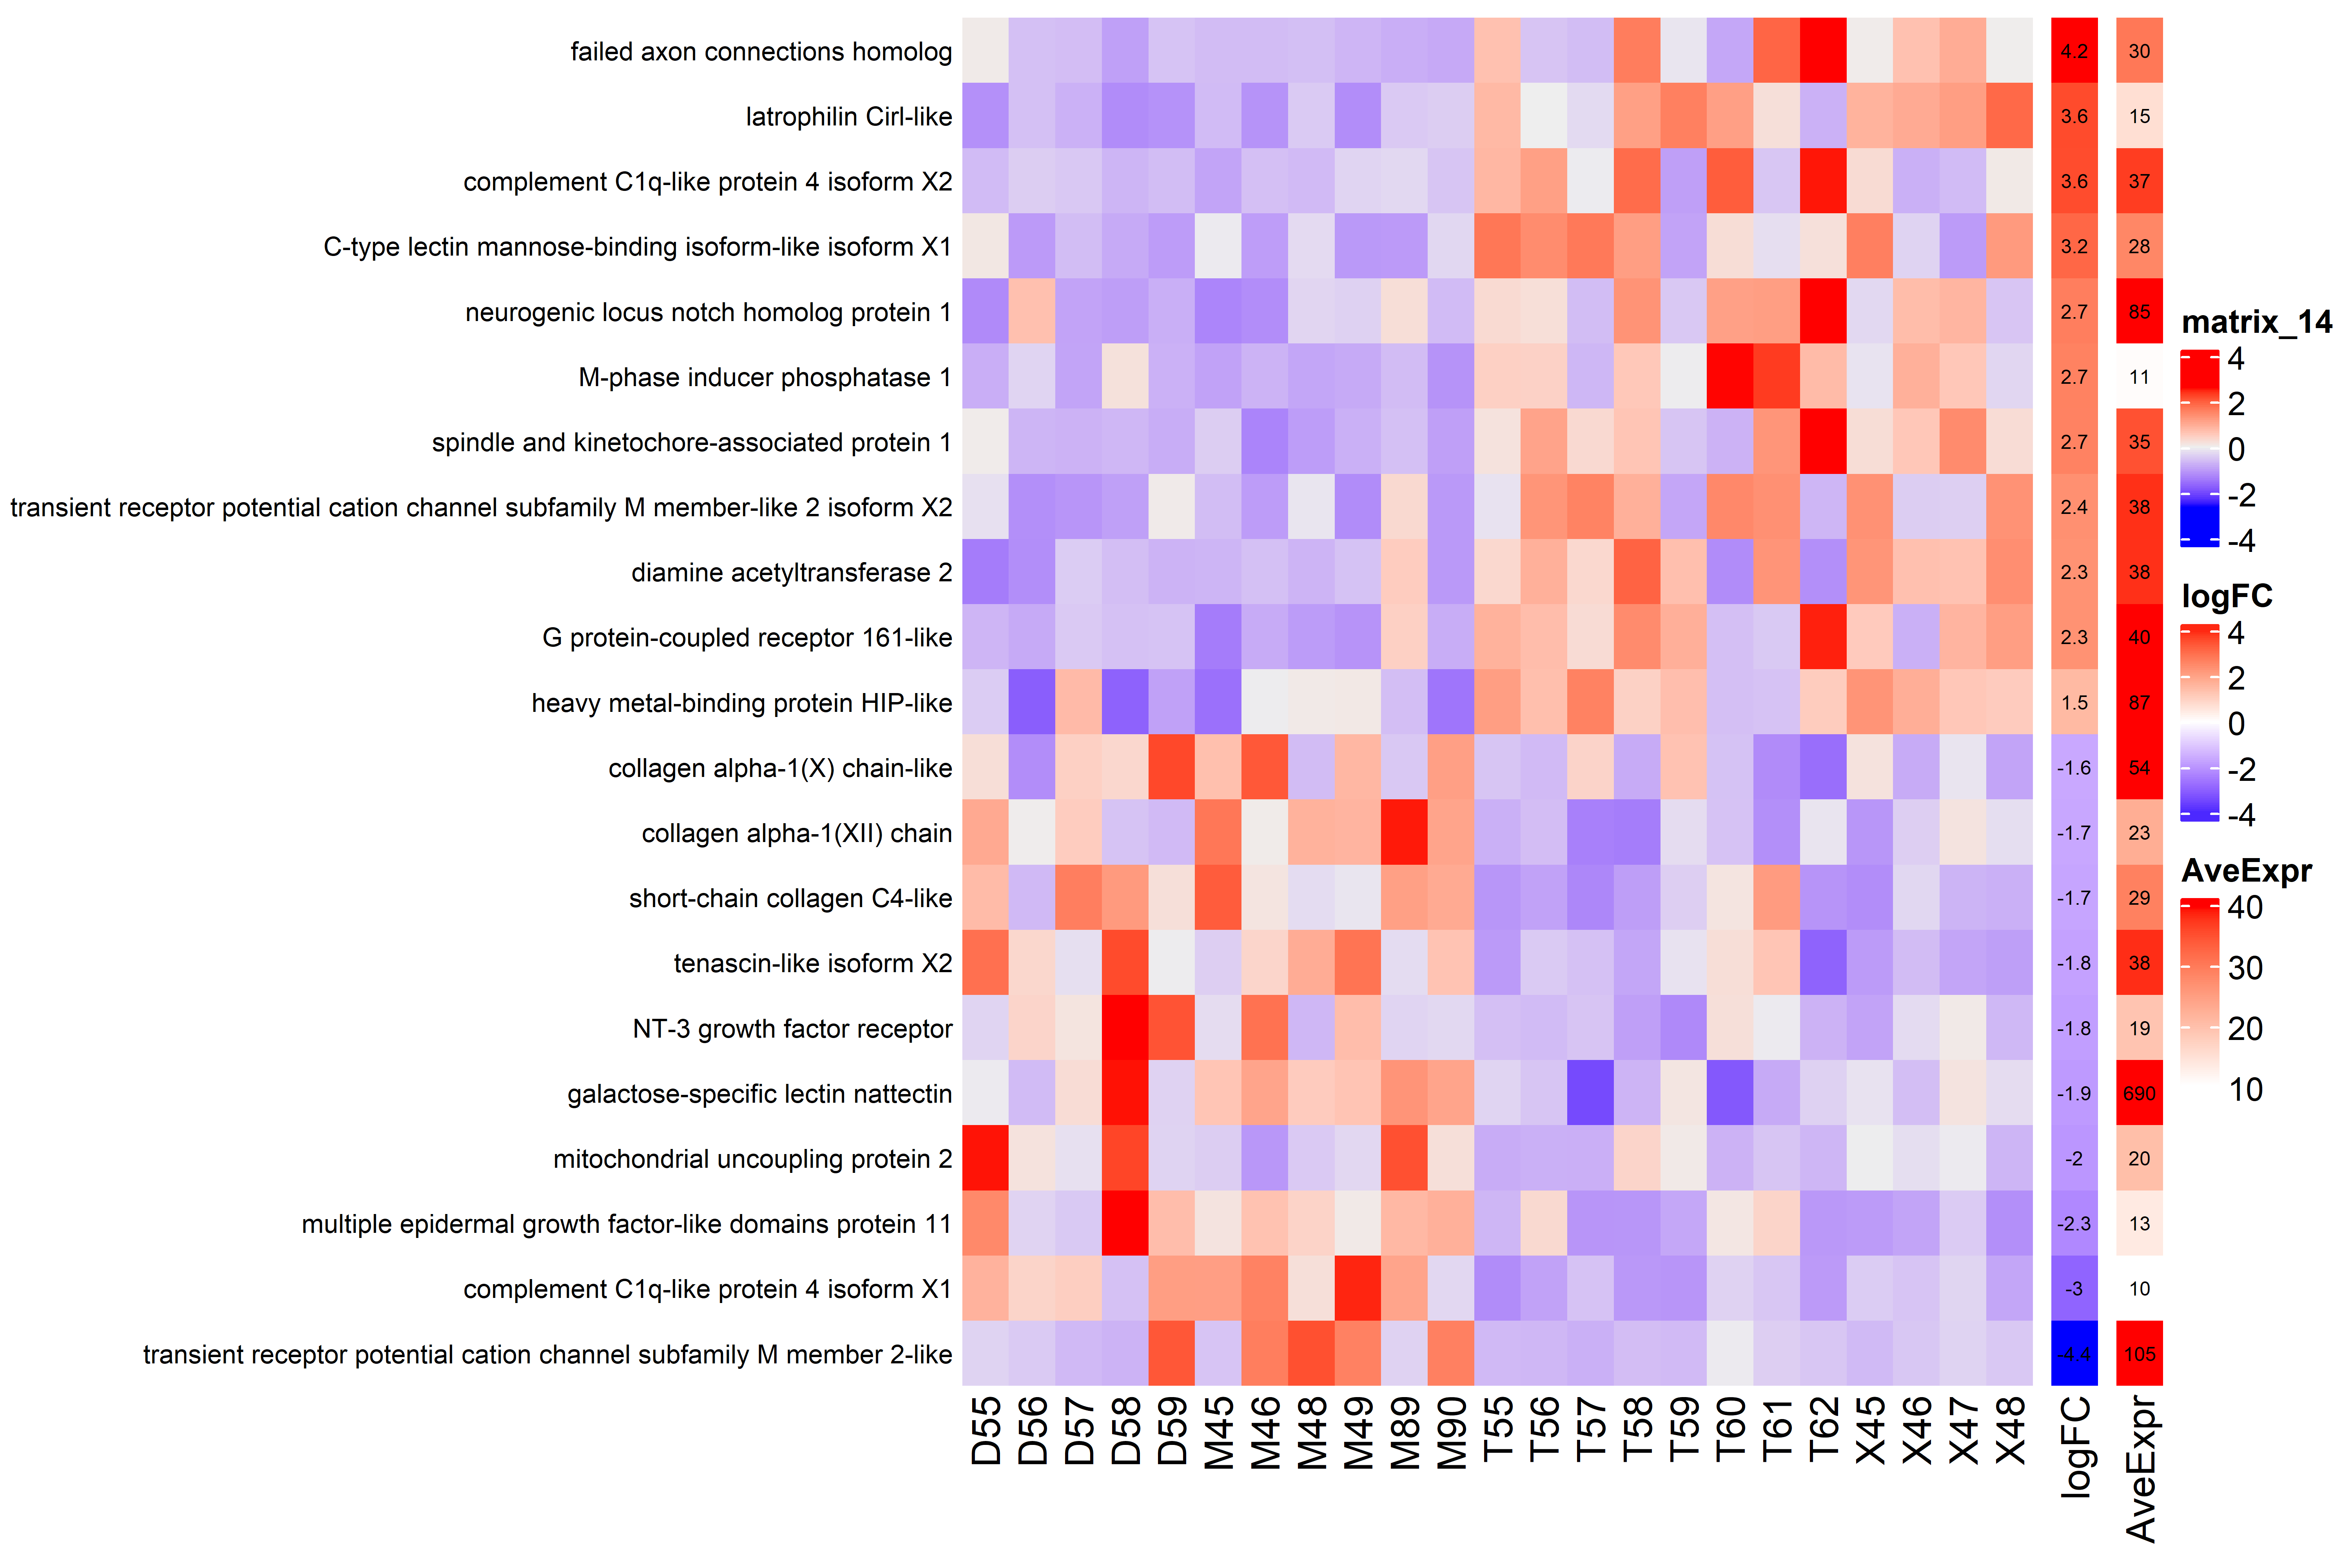 failed axon connections homolog 4.2 30
latrophilin Cirl-like 3.6 15
complement C1q-like protein 4 isoform X2 3.6 37
C-type lectin mannose-binding isoform-like isoform X1 3.2 28
neurogenic locus notch homolog protein 1 2.7 85
M-phase inducer phosphatase 1 2.7 11
spindle and kinetochore-associated protein 1 2.7 35
transient receptor potential cation channel subfamily M member-like 2 isoform X2 2.4 38
diamine acetyltransferase 2 2.3 38
G protein-coupled receptor 161-like 2.3 40
heavy metal-binding protein HIP-like 1.5 87
collagen alpha-1(X) chain-like -1.6 54
collagen alpha-1(XII) chain -1.7 23
short-chain collagen C4-like -1.7 29
tenascin-like isoform X2 -1.8 38
NT-3 growth factor receptor -1.8 19
galactose-specific lectin nattectin -1.9 690
mitochondrial uncoupling protein 2 -2 20
multiple epidermal growth factor-like domains protein 11 -2.3 13
complement C1q-like protein 4 isoform X1 -3 10
transient receptor potential cation channel subfamily M member 2-like -4.4 105
D55 D56 D57 D58 D59 M45 M46 M48 M49 M89 M90 T55 T56 T57 T58 T59 T60 T61 T62 X45 X46 X47 X48 logFC AveExpr
matrix_14
4
2
0
-2
-4
logFC
4
2
0
-2
-4
AveExpr
40
30
20
10